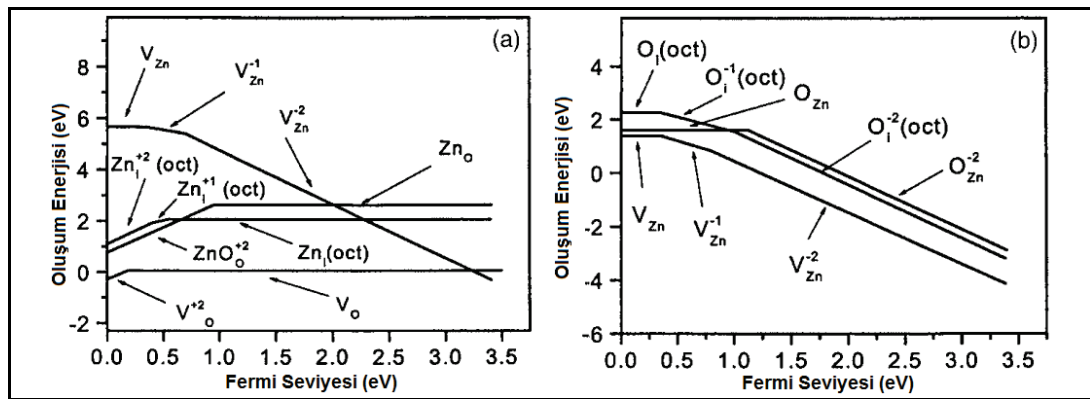 (a)
V_Zn
V_Zn^-1
V_Zn^-2
Zn_O
Zn_I^+2 (oct)
Zn_I^+1 (oct)
ZnO_O^+2
Zn_I(oct)
V_O^+2
V_O
Oluşum Enerjisi (eV)
8
6
4
2
0
-2
0.0 0.5 1.0 1.5 2.0 2.5 3.0 3.5
Fermi Seviyesi (eV)
(b)
O_I(oct)
O_i^-1(oct)
O_Zn
O_i^-2(oct)
O_Zn^-2
V_Zn
V_Zn^-1
V_Zn^-2
Oluşum Enerjisi (eV)
4
2
0
-2
-4
-6
0.0 0.5 1.0 1.5 2.0 2.5 3.0 3.5
Fermi Seviyesi (eV)